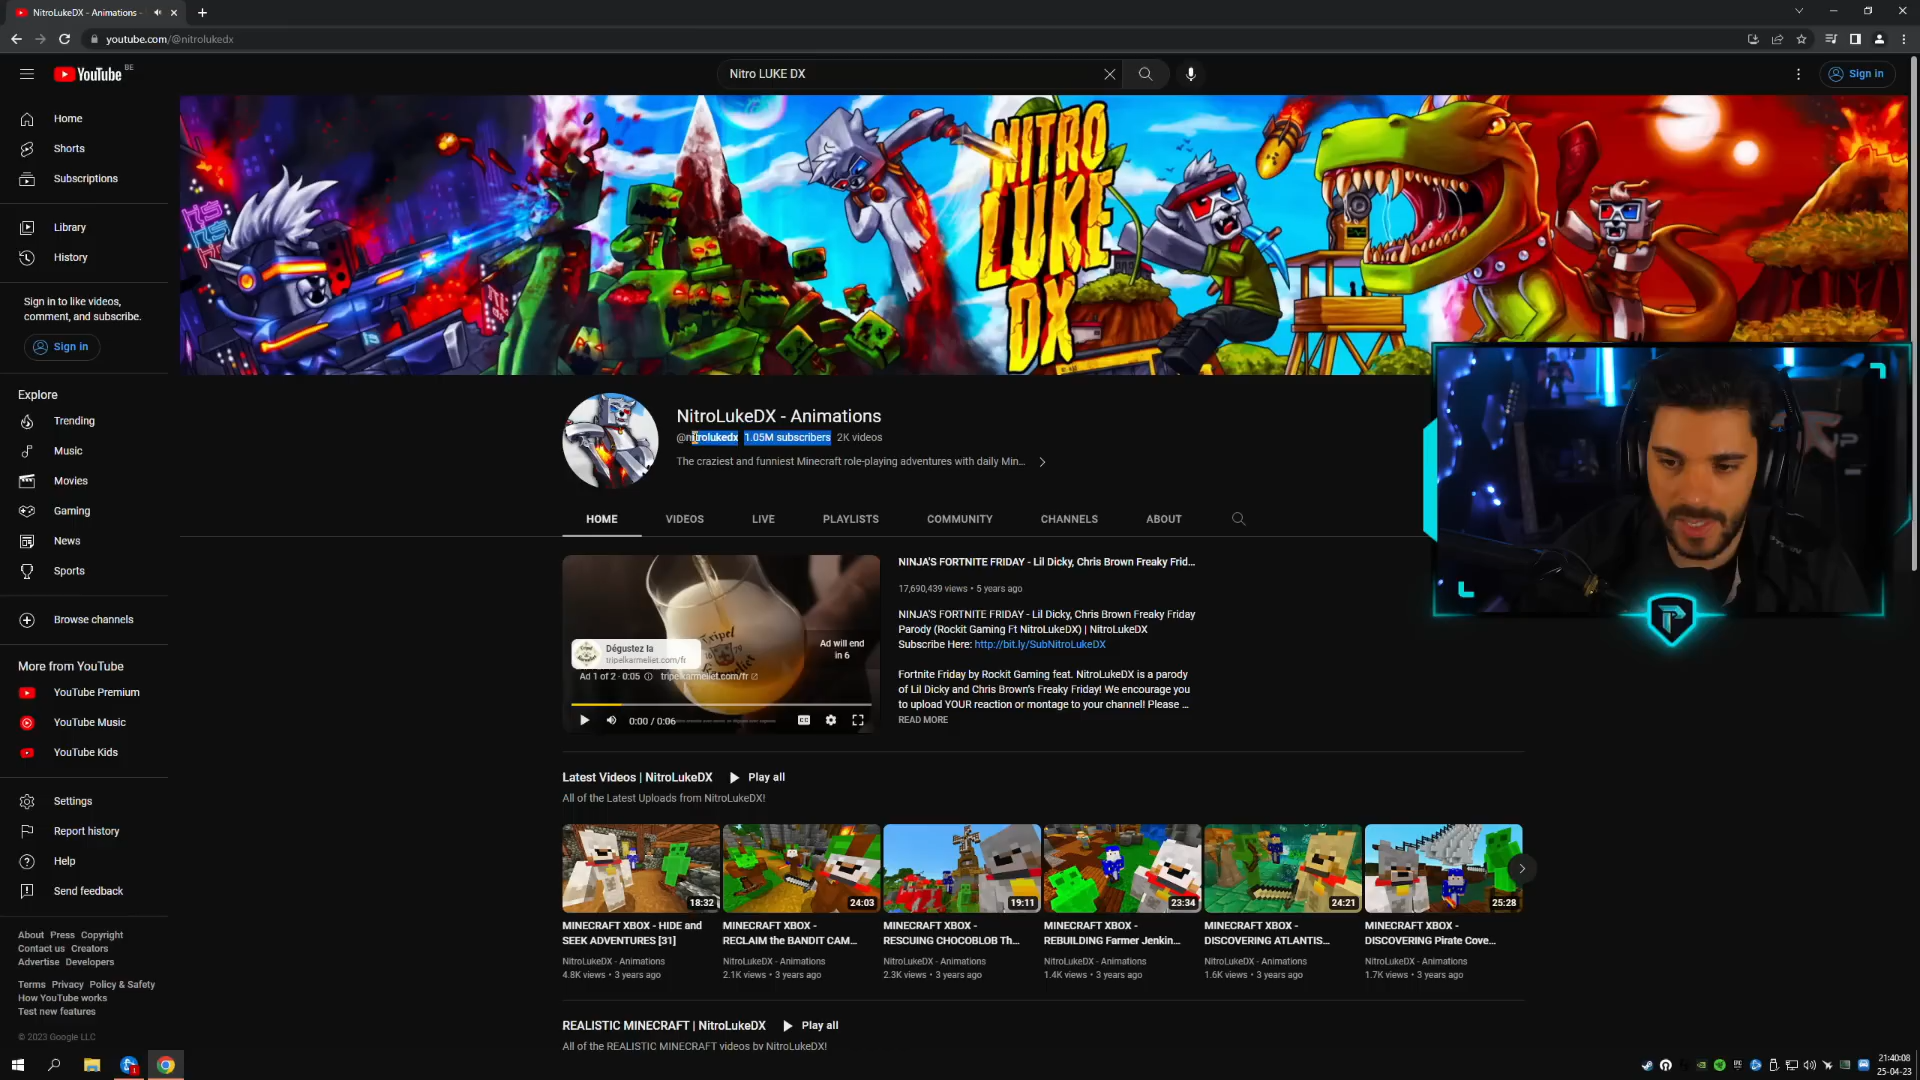 NitroLukeDX - Animations -
youtube.com/@nitrolukedx
YouTube BE
Nitro LUKE DX
Sign in
Home
Shorts
Subscriptions
Library
History
Sign in to like videos,
comment, and subscribe.
Sign in
Explore
Trending
Music
Movies
Gaming
News
Sports
Browse channels
More from YouTube
YouTube Premium
YouTube Music
YouTube Kids
Settings
Report history
Help
Send feedback
About Press Copyright
Contact us Creators
Advertise Developers
Terms Privacy Policy & Safety
How YouTube works
Test new features
© 2023 Google LLC
NITRO
LUKE
DX
NitroLukeDX - Animations
@nitrolukedx 1.05M subscribers 2K videos
The craziest and funniest Minecraft role-playing adventures with daily Min...
HOME VIDEOS LIVE PLAYLISTS COMMUNITY CHANNELS ABOUT
Tripel
Karmeliet
Dégustez la
tripelkarmeliet.com/fr
Ad will end
in 6
Ad 1 of 2 · 0:05 tripelkarmeliet.com/fr
0:00 / 0:06
NINJA'S FORTNITE FRIDAY - Lil Dicky, Chris Brown Freaky Frid...
17,690,439 views • 5 years ago
NINJA'S FORTNITE FRIDAY - Lil Dicky, Chris Brown Freaky Friday
Parody (Rockit Gaming Ft NitroLukeDX) | NitroLukeDX
Subscribe Here: http://bit.ly/SubNitroLukeDX
Fortnite Friday by Rockit Gaming feat. NitroLukeDX is a parody
of Lil Dicky and Chris Brown's Freaky Friday! We encourage you
to upload YOUR reaction or montage to your channel! Please ...
READ MORE
Latest Videos | NitroLukeDX Play all
All of the Latest Uploads from NitroLukeDX!
18:32
24:03
19:11
23:34
24:21
25:28
MINECRAFT XBOX - HIDE and
SEEK ADVENTURES [31]
NitroLukeDX - Animations
4.8K views • 3 years ago
MINECRAFT XBOX -
RECLAIM the BANDIT CAM...
NitroLukeDX - Animations
2.1K views • 3 years ago
MINECRAFT XBOX -
RESCUING CHOCOBLOB Th...
NitroLukeDX - Animations
2.3K views • 3 years ago
MINECRAFT XBOX -
REBUILDING Farmer Jenkin...
NitroLukeDX - Animations
1.4K views • 3 years ago
MINECRAFT XBOX -
DISCOVERING ATLANTIS...
NitroLukeDX - Animations
1.6K views • 3 years ago
MINECRAFT XBOX -
DISCOVERING Pirate Cove...
NitroLukeDX - Animations
1.7K views • 3 years ago
REALISTIC MINECRAFT | NitroLukeDX Play all
All of the REALISTIC MINECRAFT videos by NitroLukeDX!
21:40:08
25-04-23